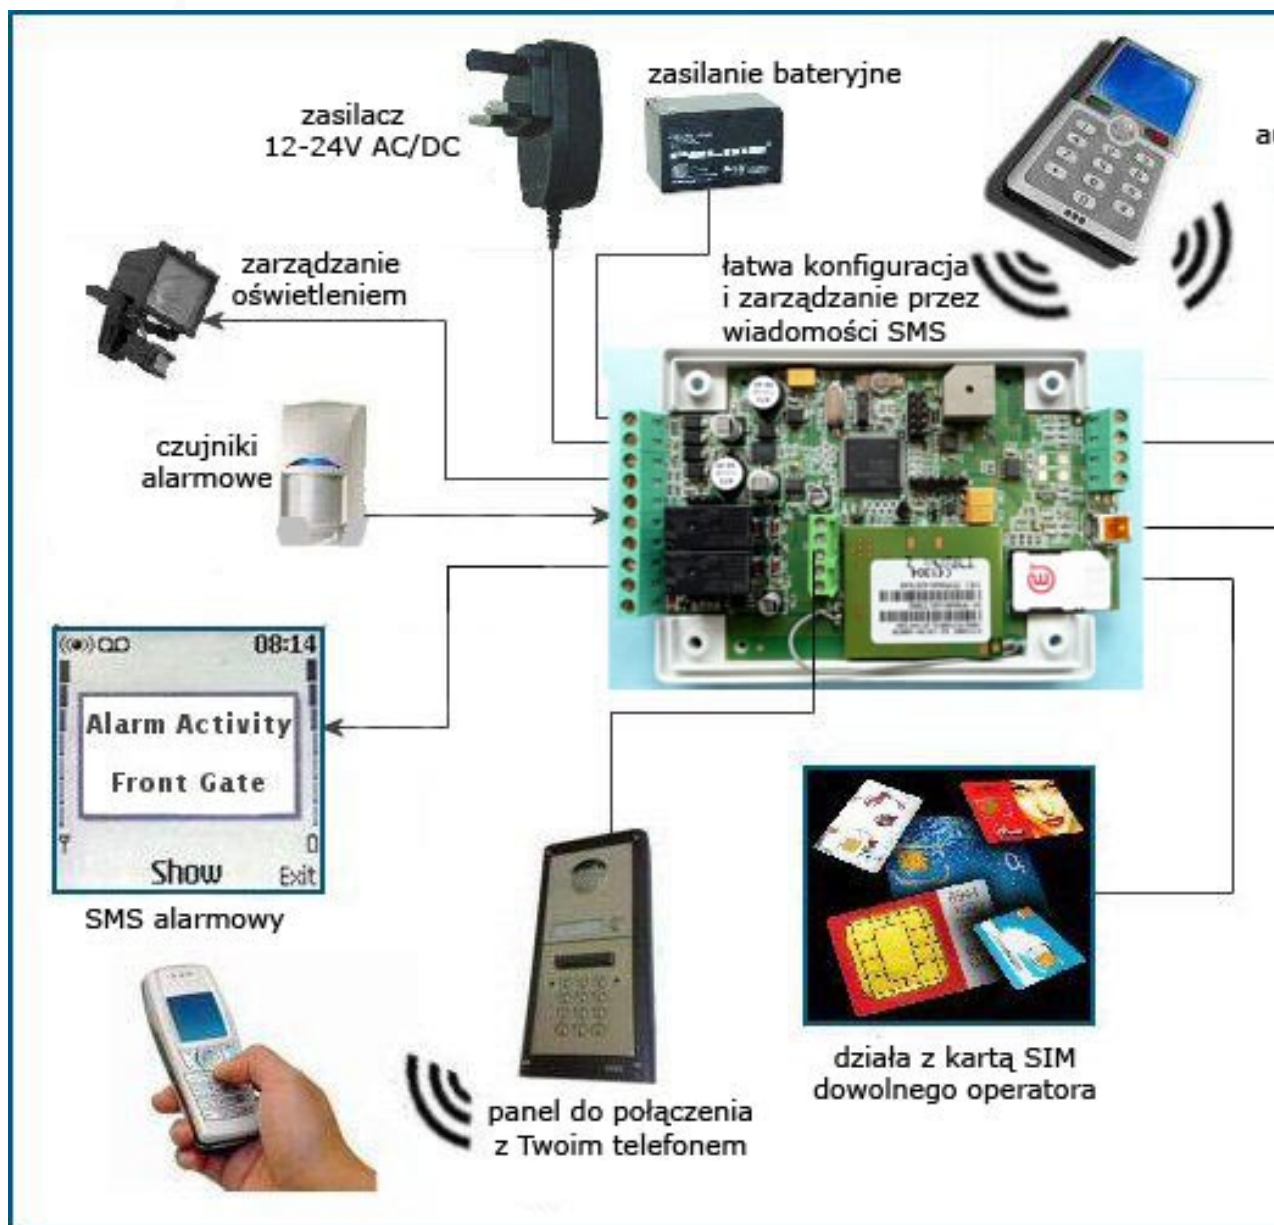 zasilanie bateryjne
zasilacz
12-24V AC/DC
zarządzanie
oświetleniem
łatwa konfiguracja
i zarządzanie przez
wiadomości SMS
czujniki
alarmowe
08:14
Alarm Activity
Front Gate
Show
Exit
SMS alarmowy
panel do połączenia
z Twoim telefonem
działa z kartą SIM
dowolnego operatora